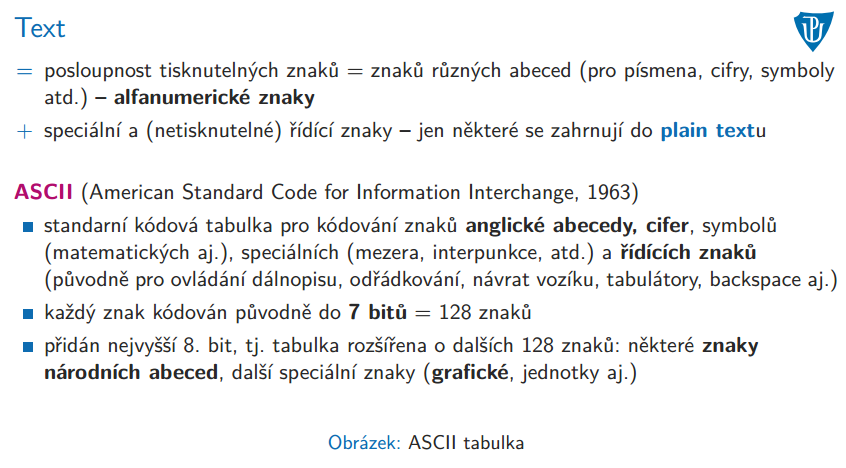 Text
= posloupnost tisknutelných znaků = znaků různých abeced (pro písmena, cifry, symboly
atd.) – alfanumerické znaky
+ speciální a (netisknutelné) řídící znaky – jen některé se zahrnují do plain textu
ASCII (American Standard Code for Information Interchange, 1963)
■ standarní kódová tabulka pro kódování znaků anglické abecedy, cifer, symbolů
(matematických aj.), speciálních (mezera, interpunkce, atd.) a řídících znaků
(původně pro ovládání dálnopisu, odřádkování, návrat vozíku, tabulátory, backspace aj.)
■ každý znak kódován původně do 7 bitů = 128 znaků
■ přidán nejvyšší 8. bit, tj. tabulka rozšířena o dalších 128 znaků: některé znaky
národních abeced, další speciální znaky (grafické, jednotky aj.)
Obrázek: ASCII tabulka